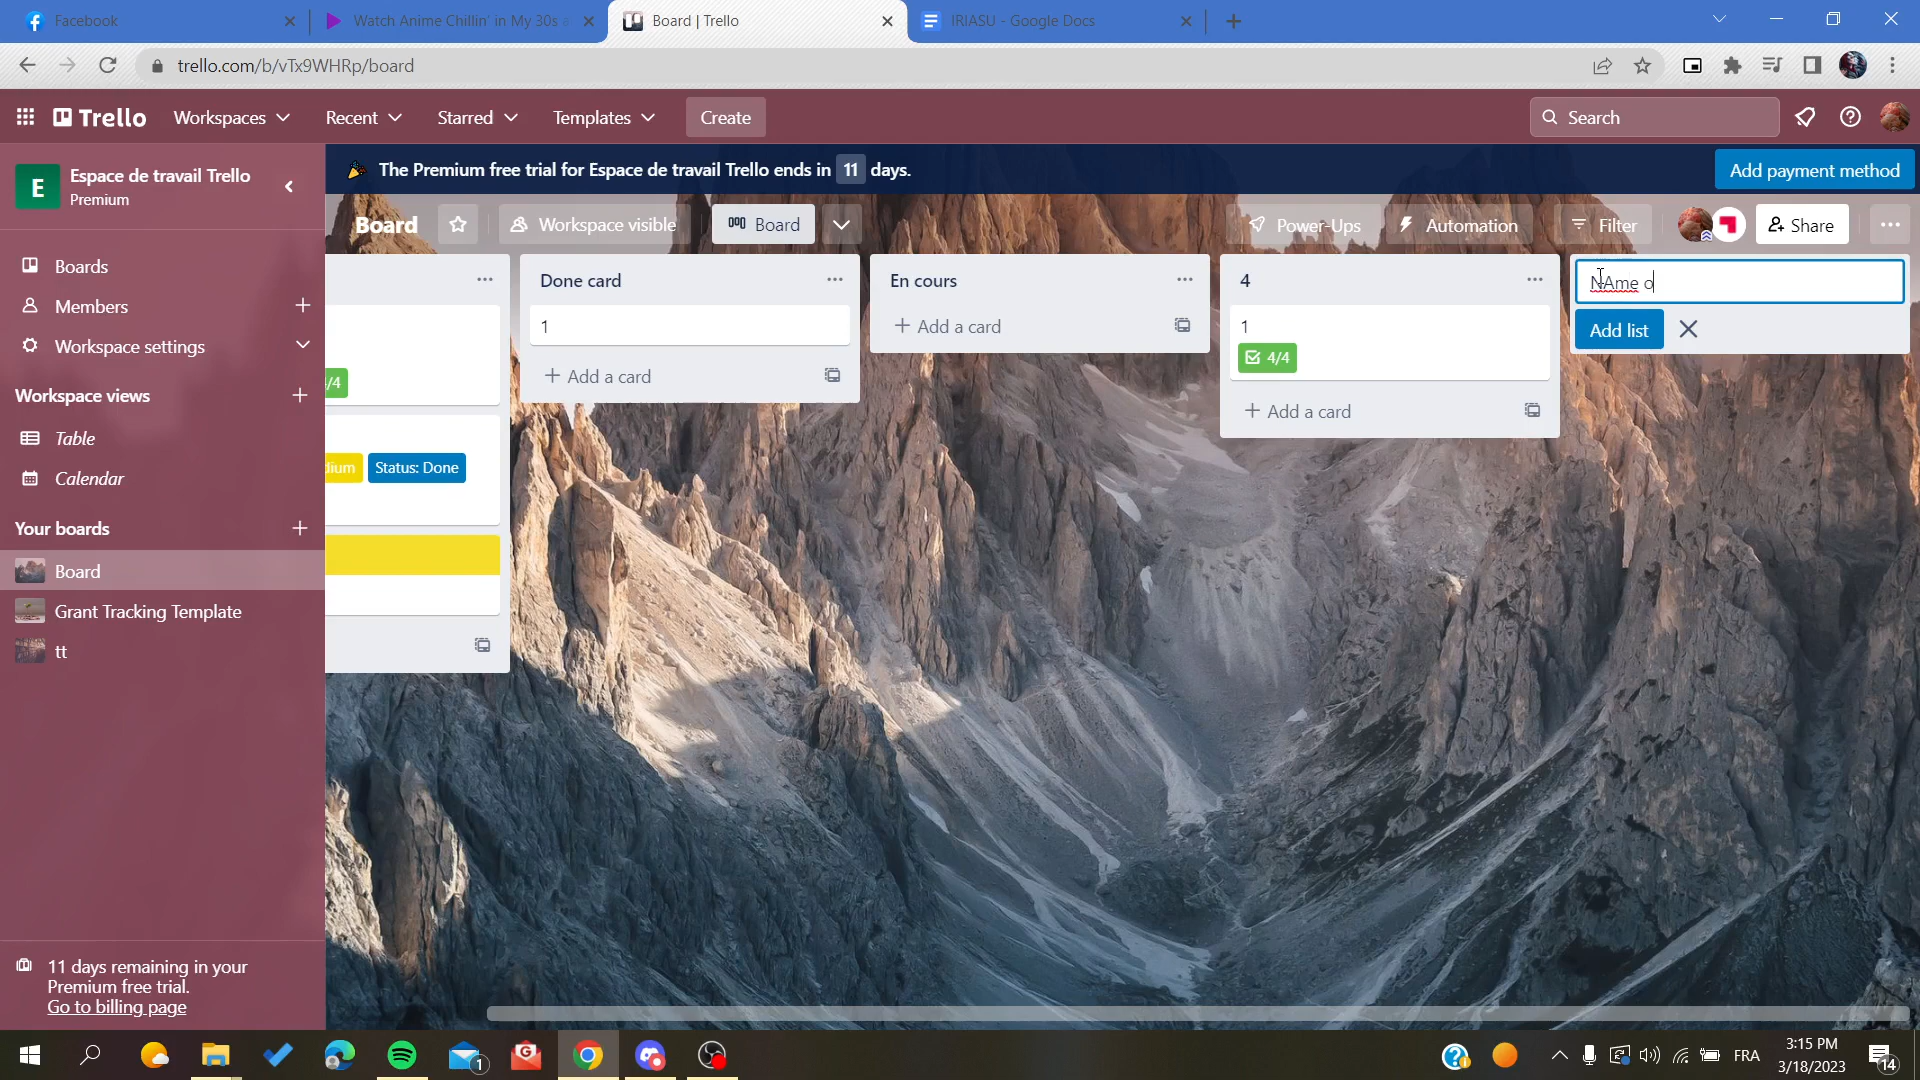 Facebook
Watch Anime Chillin' in My 30s a
Board | Trello
IRIASU - Google Docs
trello.com/b/vTx9WHRp/board
Trello
Workspaces
Recent
Starred
Templates
Create
Search
E
Espace de travail Trello
Premium
The Premium free trial for Espace de travail Trello ends in 11 days.
Add payment method
Board
Workspace visible
Board
Power-Ups
Automation
Filter
Share
Boards
Members
Workspace settings
Workspace views
Table
Calendar
Your boards
Board
Grant Tracking Template
tt
11 days remaining in your
Premium free trial.
Go to billing page
/4
dium
Status: Done
Done card
1
Add a card
En cours
Add a card
4
1
4/4
Add a card
NAme o
Add list
1
FRA
3:15 PM
3/18/2023
14